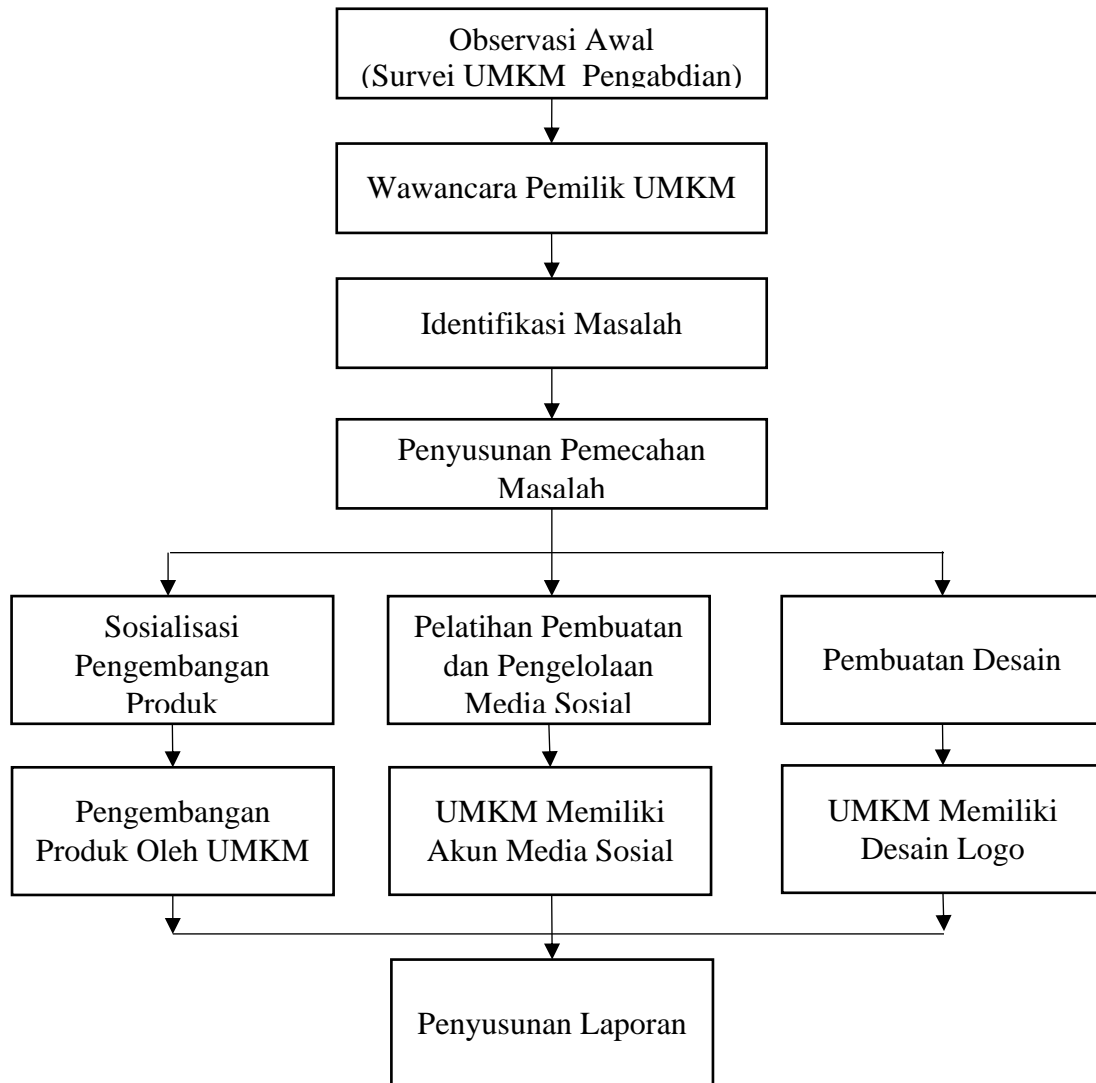 Observasi Awal
(Survei UMKM Pengabdian)
Wawancara Pemilik UMKM
Identifikasi Masalah
Penyusunan Pemecahan
Masalah
Sosialisasi
Pengembangan
Produk
Pelatihan Pembuatan
dan Pengelolaan
Media Sosial
Pembuatan Desain
Pengembangan
Produk Oleh UMKM
UMKM Memiliki
Akun Media Sosial
UMKM Memiliki
Desain Logo
Penyusunan Laporan